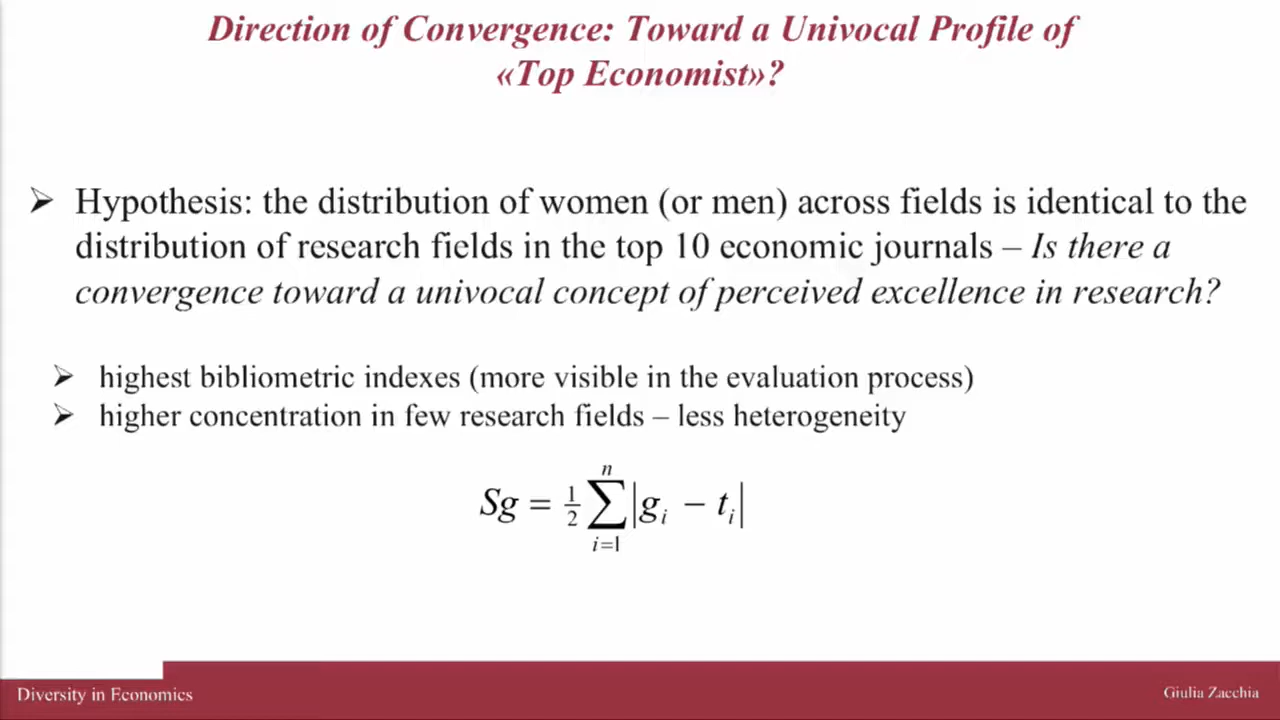 Direction of Convergence: Toward a Univocal Profile of
«Top Economist»?
➢ Hypothesis: the distribution of women (or men) across fields is identical to the
distribution of research fields in the top 10 economic journals – Is there a
convergence toward a univocal concept of perceived excellence in research?
➢ highest bibliometric indexes (more visible in the evaluation process)
➢ higher concentration in few research fields – less heterogeneity
Sg = ½ ∑ⁿᵢ₌₁ |gᵢ − tᵢ|
Diversity in Economics
Giulia Zacchia